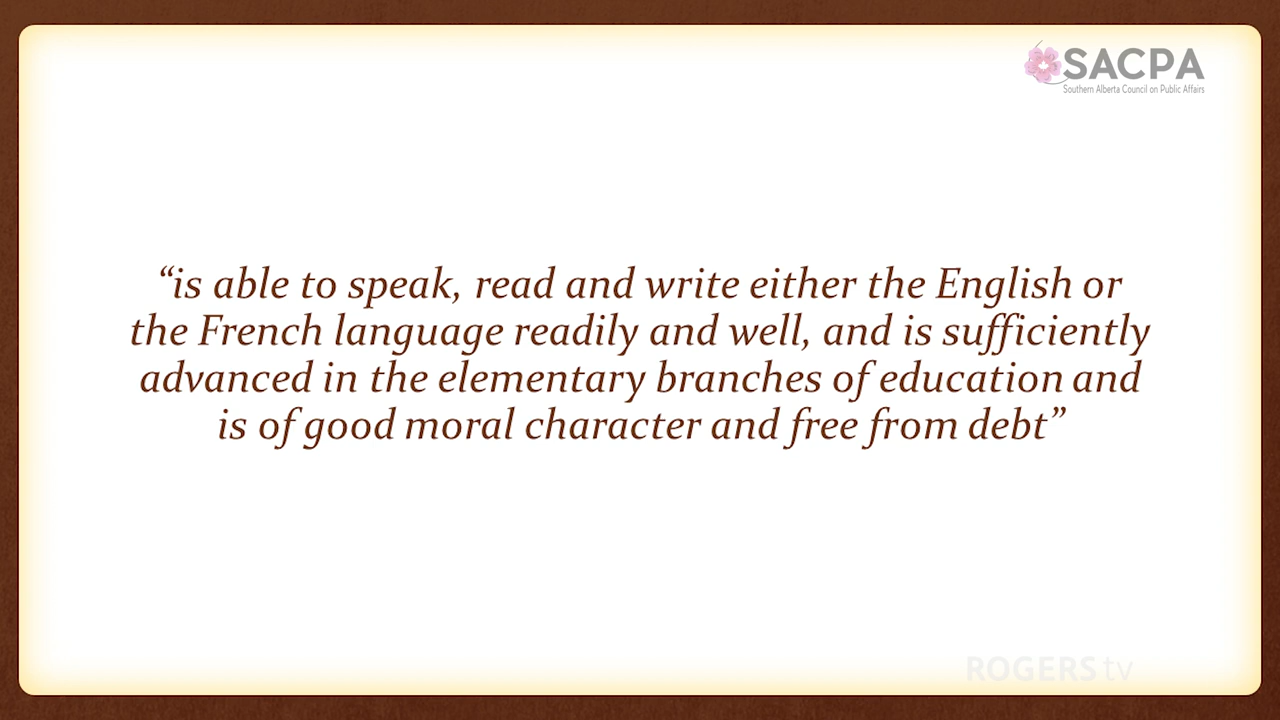 SACPA
Southern Alberta Council on Public Affairs
“is able to speak, read and write either the English or
the French language readily and well, and is sufficiently
advanced in the elementary branches of education and
is of good moral character and free from debt”
ROGERS tv